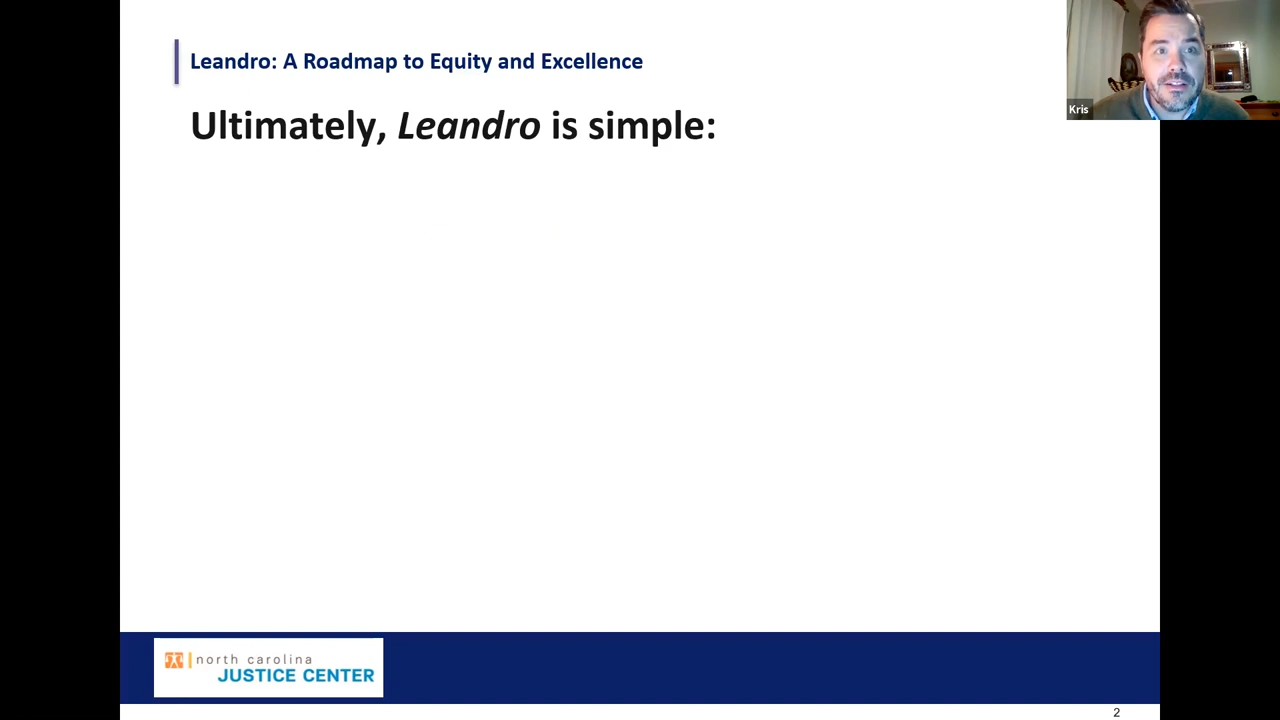 Leandro: A Roadmap to Equity and Excellence
Ultimately, Leandro is simple:
Kris
north carolina
JUSTICE CENTER
2